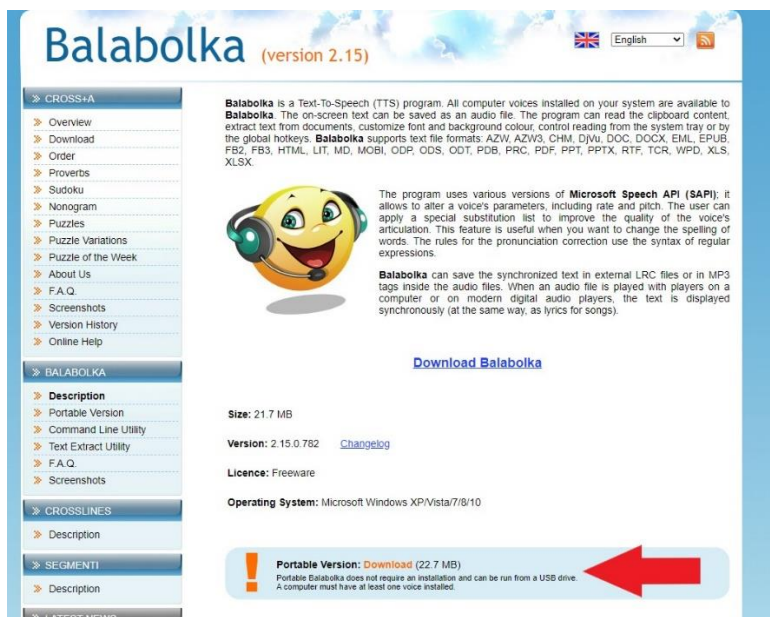 Balabolka (version 2.15)
English
» CROSS+A
» Overview
» Download
» Order
» Proverbs
» Sudoku
» Nonogram
» Puzzles
» Puzzle Variations
» Puzzle of the Week
» About Us
» F.A.Q.
» Screenshots
» Version History
» Online Help
» BALABOLKA
» Description
» Portable Version
» Command Line Utility
» Text Extract Utility
» F.A.Q.
» Screenshots
» CROSSLINES
» Description
» SEGMENTI
» Description
» LATEST NEWS
Balabolka is a Text-To-Speech (TTS) program. All computer voices installed on your system are available to
Balabolka. The on-screen text can be saved as an audio file. The program can read the clipboard content,
extract text from documents, customize font and background colour, control reading from the system tray or by
the global hotkeys. Balabolka supports text file formats: AZW, AZW3, CHM, DjVu, DOC, DOCX, EML, EPUB,
FB2, FB3, HTML, LIT, MD, MOBI, ODP, ODS, ODT, PDB, PRC, PDF, PPT, PPTX, RTF, TCR, WPD, XLS,
XLSX.
The program uses various versions of Microsoft Speech API (SAPI); it
allows to alter a voice's parameters, including rate and pitch. The user can
apply a special substitution list to improve the quality of the voice's
articulation. This feature is useful when you want to change the spelling of
words. The rules for the pronunciation correction use the syntax of regular
expressions.
Balabolka can save the synchronized text in external LRC files or in MP3
tags inside the audio files. When an audio file is played with players on a
computer or on modern digital audio players, the text is displayed
synchronously (at the same way, as lyrics for songs).
Download Balabolka
Size: 21.7 MB
Version: 2.15.0.782 Changelog
Licence: Freeware
Operating System: Microsoft Windows XP/Vista/7/8/10
! Portable Version: Download (22.7 MB)
Portable Balabolka does not require an installation and can be run from a USB drive.
A computer must have at least one voice installed.